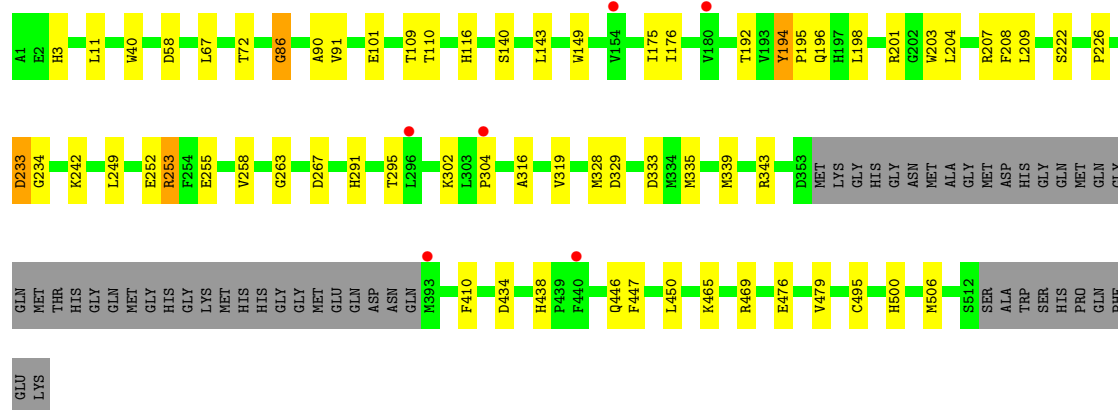 A1 E2 H3 L11 W40 D58 L67 T72 G86 A90 V91 E101 T109 T110 H116 S140 L143 W149 V154 I175 I176 V180 T192 V193 Y194 P195 Q196 H197 L198 R201 G202 W203 L204 R207 F208 L209 S222 P226
D233 G234 K242 L249 E252 R253 F254 E255 V258 G263 D267 H291 T295 L296 K302 L303 P304 A316 V319 M328 D329 D333 M334 M335 M339 R343 D353 MET LYS GLY HIS GLY ASN MET ALA GLY MET ASP HIS GLY GLN MET GLN GLY
GLN MET THR HIS GLY GLN MET GLY HIS GLY LYS MET HIS HIS GLY GLY MET GLU GLN ASP ASN GLN M393 F410 D434 H438 P439 F440 Q446 F447 L450 K465 R469 E476 V479 C495 H500 M506 S512 SER ALA TRP SER HIS PRO GLN PHE
GLU LYS